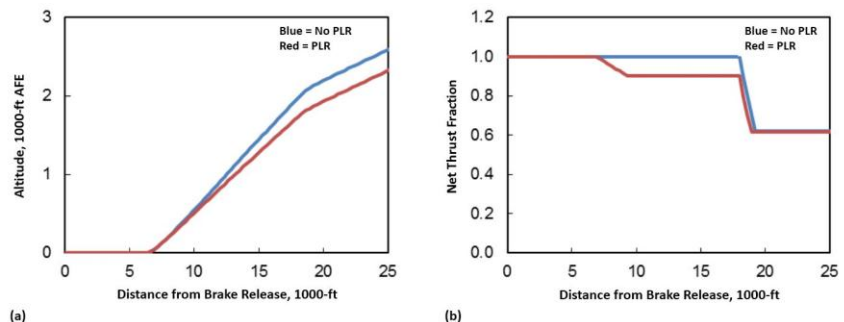 Blue = No PLR
Red = PLR
3
2
1
0
Altitude, 1000-ft AFE
0 5 10 15 20 25
Distance from Brake Release, 1000-ft
(a)
Blue = No PLR
Red = PLR
1.2
1.0
0.8
0.6
0.4
0.2
0.0
Net Thrust Fraction
0 5 10 15 20 25
Distance from Brake Release, 1000-ft
(b)